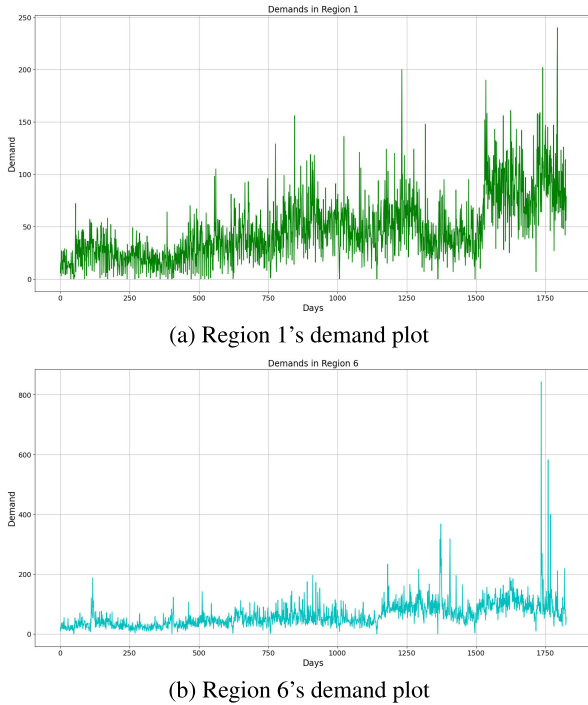 Demands in Region 1
250
200
150
100
50
0
Demand
0 250 500 750 1000 1250 1500 1750
Days
(a) Region 1's demand plot
Demands in Region 6
800
600
400
200
0
Demand
0 250 500 750 1000 1250 1500 1750
Days
(b) Region 6's demand plot